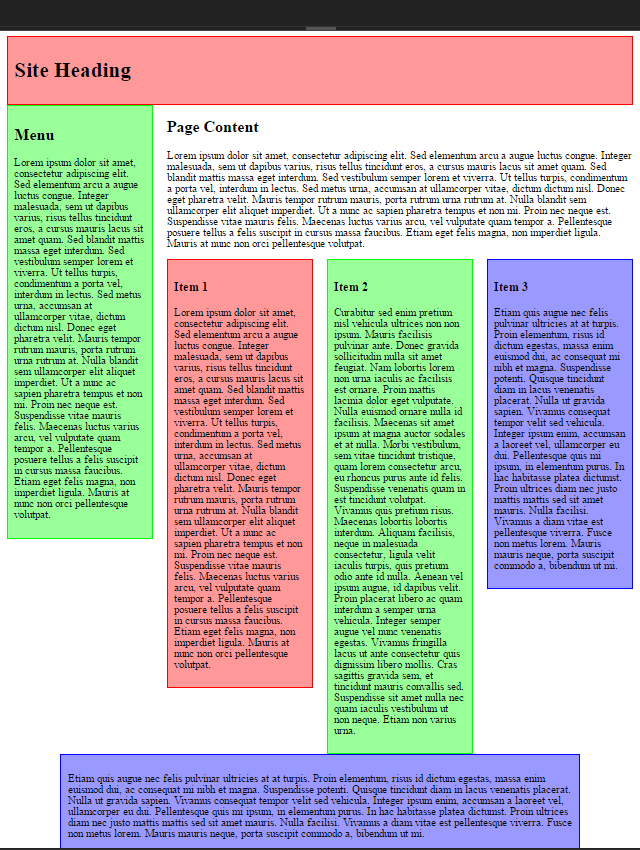 Site Heading
Menu
Lorem ipsum dolor sit amet,
consectetur adipiscing elit.
Sed elementum arcu a augue
luctus congue. Integer
malesuada, sem ut dapibus
varius, risus tellus tincidunt
eros, a cursus mauris lacus sit
amet quam. Sed blandit mattis
massa eget interdum. Sed
vestibulum semper lorem et
viverra. Ut tellus turpis,
condimentum a porta vel,
interdum in lectus. Sed metus
urna, accumsan at
ullamcorper vitae, dictum
dictum nisl. Donec eget
pharetra velit. Mauris tempor
rutrum mauris, porta rutrum
urna rutrum at. Nulla blandit
sem ullamcorper elit aliquet
imperdiet. Ut a nunc ac
sapien pharetra tempus et non
mi. Proin nec neque est.
Suspendisse vitae mauris
felis. Maecenas luctus varius
arcu, vel vulputate quam
tempor a. Pellentesque
posuere tellus a felis suscipit
in cursus massa faucibus.
Etiam eget felis magna, non
imperdiet ligula. Mauris at
nunc non orci pellentesque
volutpat.
Page Content
Lorem ipsum dolor sit amet, consectetur adipiscing elit. Sed elementum arcu a augue luctus congue. Integer
malesuada, sem ut dapibus varius, risus tellus tincidunt eros, a cursus mauris lacus sit amet quam. Sed
blandit mattis massa eget interdum. Sed vestibulum semper lorem et viverra. Ut tellus turpis, condimentum
a porta vel, interdum in lectus. Sed metus urna, accumsan at ullamcorper vitae, dictum dictum nisl. Donec
eget pharetra velit. Mauris tempor rutrum mauris, porta rutrum urna rutrum at. Nulla blandit sem
ullamcorper elit aliquet imperdiet. Ut a nunc ac sapien pharetra tempus et non mi. Proin nec neque est.
Suspendisse vitae mauris felis. Maecenas luctus varius arcu, vel vulputate quam tempor a. Pellentesque
posuere tellus a felis suscipit in cursus massa faucibus. Etiam eget felis magna, non imperdiet ligula.
Mauris at nunc non orci pellentesque volutpat.
Item 1
Lorem ipsum dolor sit amet,
consectetur adipiscing elit.
Sed elementum arcu a augue
luctus congue. Integer
malesuada, sem ut dapibus
varius, risus tellus tincidunt
eros, a cursus mauris lacus sit
amet quam. Sed blandit mattis
massa eget interdum. Sed
vestibulum semper lorem et
viverra. Ut tellus turpis,
condimentum a porta vel,
interdum in lectus. Sed metus
urna, accumsan at
ullamcorper vitae, dictum
dictum nisl. Donec eget
pharetra velit. Mauris tempor
rutrum mauris, porta rutrum
urna rutrum at. Nulla blandit
sem ullamcorper elit aliquet
imperdiet. Ut a nunc ac
sapien pharetra tempus et non
mi. Proin nec neque est.
Suspendisse vitae mauris
felis. Maecenas luctus varius
arcu, vel vulputate quam
tempor a. Pellentesque
posuere tellus a felis suscipit
in cursus massa faucibus.
Etiam eget felis magna, non
imperdiet ligula. Mauris at
nunc non orci pellentesque
volutpat.
Item 2
Curabitur sed enim pretium
nisl vehicula ultrices non non
ipsum. Mauris facilisis
pulvinar ante. Donec gravida
sollicitudin nulla sit amet
feugiat. Nam lobortis lorem
non urna iaculis ac facilisis
est ornare. Proin mattis
lacinia dolor eget vulputate.
Nulla euismod ornare nulla id
facilisis. Maecenas sit amet
ipsum at magna auctor sodales
et at nulla. Morbi vestibulum,
sem vitae tincidunt tristique,
quam lorem consectetur arcu,
eu rhoncus purus ante id felis.
Suspendisse venenatis quam in
est tincidunt volutpat.
Vivamus quis pretium risus.
Maecenas lobortis lobortis
interdum. Aliquam facilisis,
neque in malesuada
consectetur, ligula velit
iaculis turpis, quis pretium
odio ante id nulla. Aenean vel
ipsum augue, id dapibus velit.
Proin placerat libero ac quam
interdum a semper urna
vehicula. Integer semper
augue vel nunc venenatis
egestas. Vivamus fringilla
lacus ut ante consectetur quis
dignissim libero mollis. Cras
sagittis gravida sem, et
tincidunt mauris convallis sed.
Suspendisse sit amet nulla nec
quam iaculis vestibulum ut
non neque. Etiam non varius
urna.
Item 3
Etiam quis augue nec felis
pulvinar ultricies at at turpis.
Proin elementum, risus id
dictum egestas, massa enim
euismod dui, ac consequat mi
nibh et magna. Suspendisse
potenti. Quisque tincidunt
diam in lacus venenatis
placerat. Nulla ut gravida
sapien. Vivamus consequat
tempor velit sed vehicula.
Integer ipsum enim, accumsan
a laoreet vel, ullamcorper eu
dui. Pellentesque quis mi
ipsum, in elementum purus. In
hac habitasse platea dictumst.
Proin ultrices diam nec justo
mattis mattis sed sit amet
mauris. Nulla facilisi.
Vivamus a diam vitae est
pellentesque viverra. Fusce
non metus lorem. Mauris
mauris neque, porta suscipit
commodo a, bibendum ut mi.
Etiam quis augue nec felis pulvinar ultricies at at turpis. Proin elementum, risus id dictum egestas, massa enim
euismod dui, ac consequat mi nibh et magna. Suspendisse potenti. Quisque tincidunt diam in lacus venenatis placerat.
Nulla ut gravida sapien. Vivamus consequat tempor velit sed vehicula. Integer ipsum enim, accumsan a laoreet vel,
ullamcorper eu dui. Pellentesque quis mi ipsum, in elementum purus. In hac habitasse platea dictumst. Proin ultrices
diam nec justo mattis mattis sed sit amet mauris. Nulla facilisi. Vivamus a diam vitae est pellentesque viverra. Fusce
non metus lorem. Mauris mauris neque, porta suscipit commodo a, bibendum ut mi.